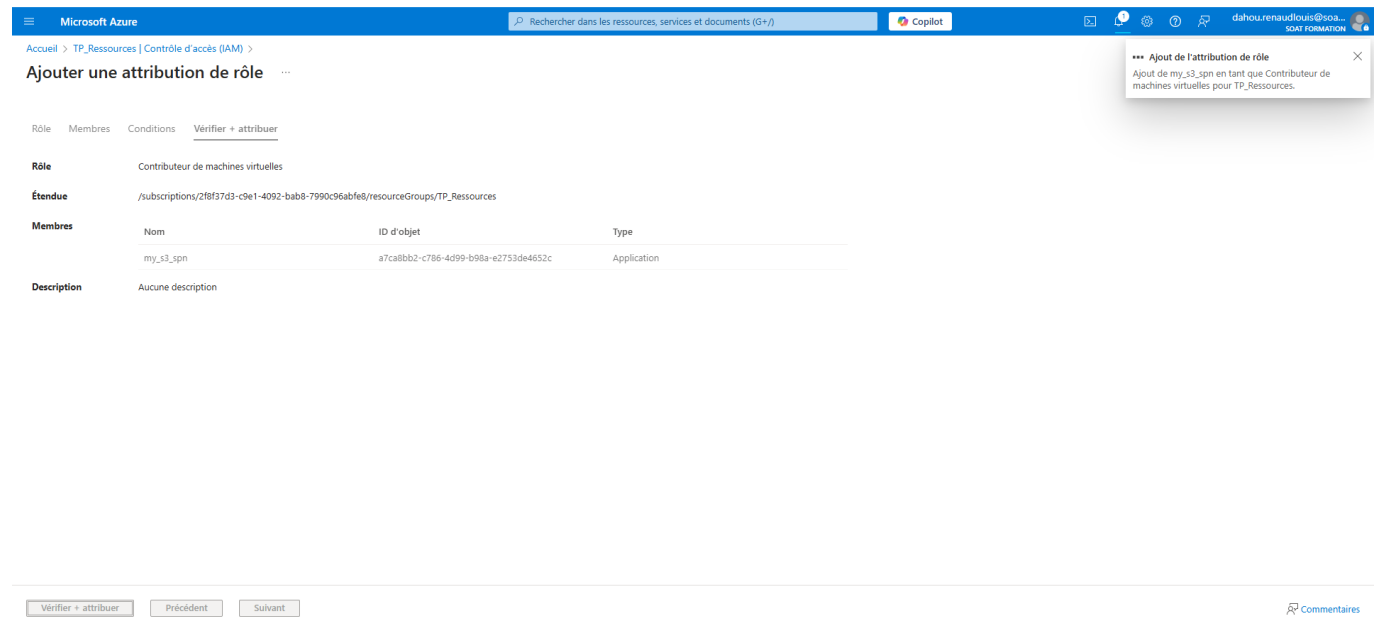 Microsoft Azure
Rechercher dans les ressources, services et documents (G+/)
Copilot
1
dahou.renaudlouis@soa...
SOAT FORMATION
Accueil > TP_Ressources | Contrôle d'accès (IAM) >
Ajouter une attribution de rôle ...
Ajout de l'attribution de rôle
Ajout de my_s3_spn en tant que Contributeur de
machines virtuelles pour TP_Ressources.
Rôle Membres Conditions Vérifier + attribuer
Rôle Contributeur de machines virtuelles
Étendue /subscriptions/2f8f37d3-c9e1-4092-bab8-7990c96abfe8/resourceGroups/TP_Ressources
Membres
Nom ID d'objet Type
my_s3_spn a7ca8bb2-c786-4d99-b98a-e2753de4652c Application
Description Aucune description
Vérifier + attribuer Précédent Suivant
Commentaires